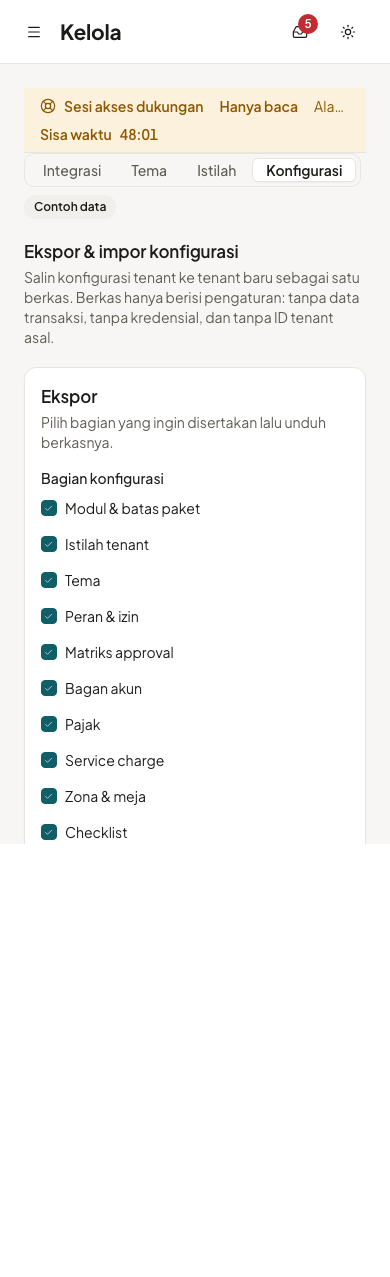 Kelola
5
Sesi akses dukungan Hanya baca Ala…
Sisa waktu 48:01
Integrasi Tema Istilah Konfigurasi
Contoh data
Ekspor & impor konfigurasi
Salin konfigurasi tenant ke tenant baru sebagai satu
berkas. Berkas hanya berisi pengaturan: tanpa data
transaksi, tanpa kredensial, dan tanpa ID tenant
asal.
Ekspor
Pilih bagian yang ingin disertakan lalu unduh
berkasnya.
Bagian konfigurasi
Modul & batas paket
Istilah tenant
Tema
Peran & izin
Matriks approval
Bagan akun
Pajak
Service charge
Zona & meja
Checklist